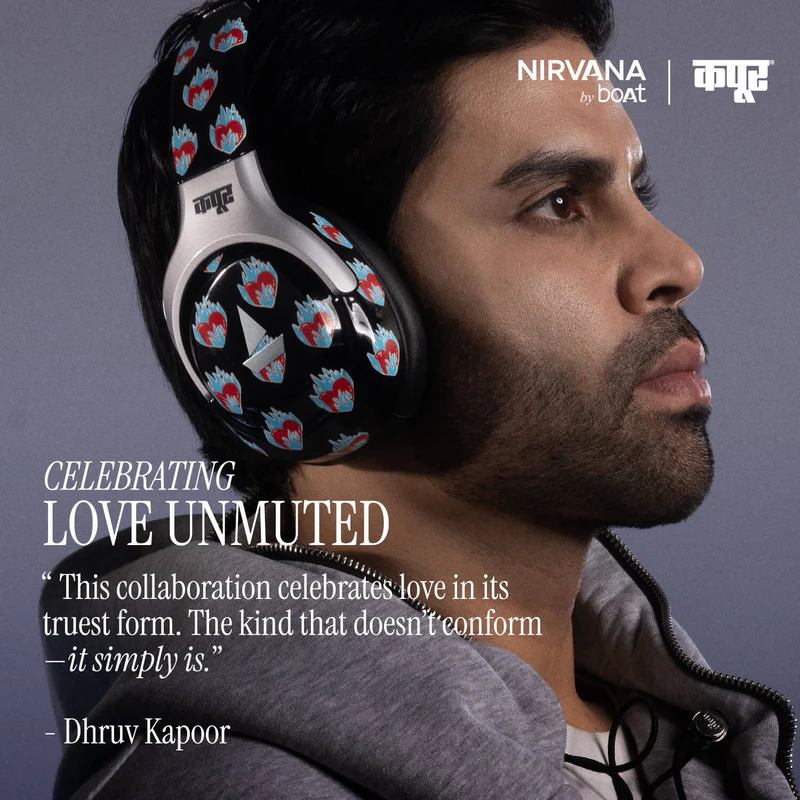 NIRVANA
by boAt
कपूर®
कपूर
CELEBRATING
LOVE UNMUTED
“ This collaboration celebrates love in its
truest form. The kind that doesn’t conform
—it simply is.”
- Dhruv Kapoor